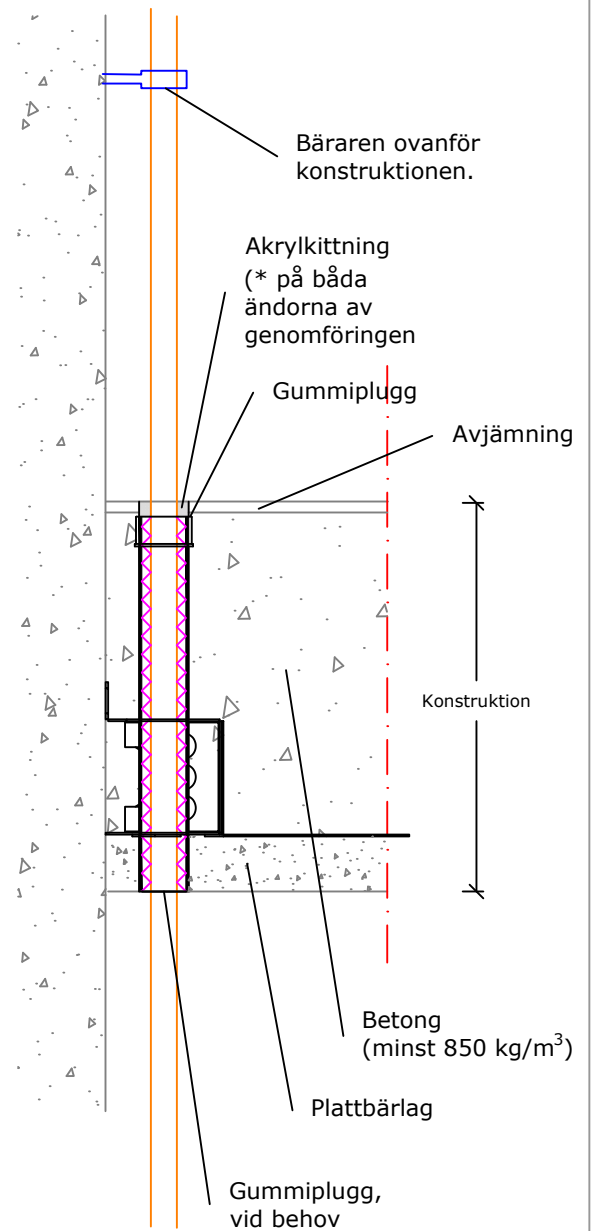 Bäraren ovanför
konstruktionen.
Akrylkittning
(* på båda
ändorna av
genomföringen
Gummiplugg
Avjämning
Konstruktion
Betong
(minst 850 kg/m³)
Plattbärlag
Gummiplugg,
vid behov